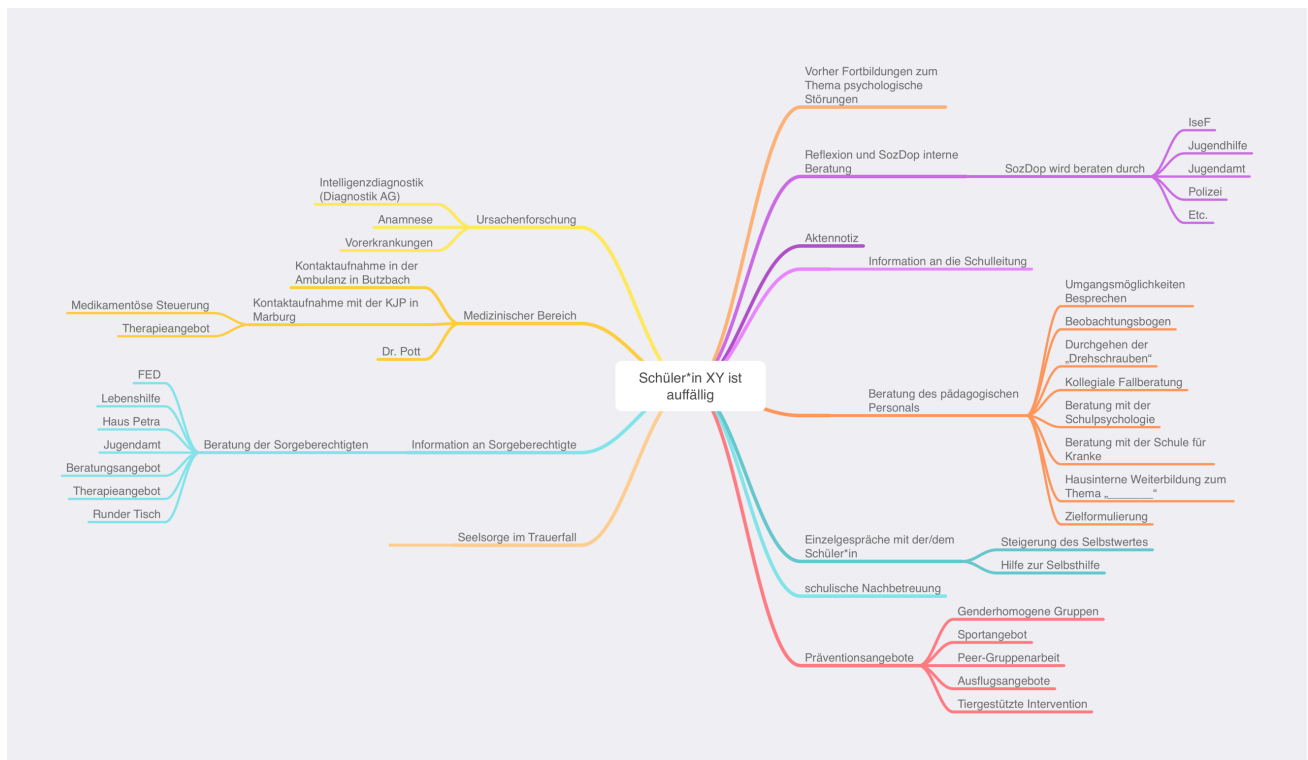 Schüler*in XY ist
auffällig
Vorher Fortbildungen zum
Thema psychologische
Störungen
Reflexion und SozDop interne
Beratung
SozDop wird beraten durch
IseF
Jugendhilfe
Jugendamt
Polizei
Etc.
Aktennotiz
Information an die Schulleitung
Beratung des pädagogischen
Personals
Umgangsmöglichkeiten
Besprechen
Beobachtungsbogen
Durchgehen der
„Drehschrauben“
Kollegiale Fallberatung
Beratung mit der
Schulpsychologie
Beratung mit der Schule für
Kranke
Hausinterne Weiterbildung zum
Thema „________“
Zielformulierung
Einzelgespräche mit der/dem
Schüler*in
Steigerung des Selbstwertes
Hilfe zur Selbsthilfe
schulische Nachbetreuung
Präventionsangebote
Genderhomogene Gruppen
Sportangebot
Peer-Gruppenarbeit
Ausflugsangebote
Tiergestützte Intervention
Ursachenforschung
Intelligenzdiagnostik
(Diagnostik AG)
Anamnese
Vorerkrankungen
Medizinischer Bereich
Kontaktaufnahme in der
Ambulanz in Butzbach
Kontaktaufnahme mit der KJP in
Marburg
Medikamentöse Steuerung
Therapieangebot
Dr. Pott
Information an Sorgeberechtigte
Beratung der Sorgeberechtigten
FED
Lebenshilfe
Haus Petra
Jugendamt
Beratungsangebot
Therapieangebot
Runder Tisch
Seelsorge im Trauerfall